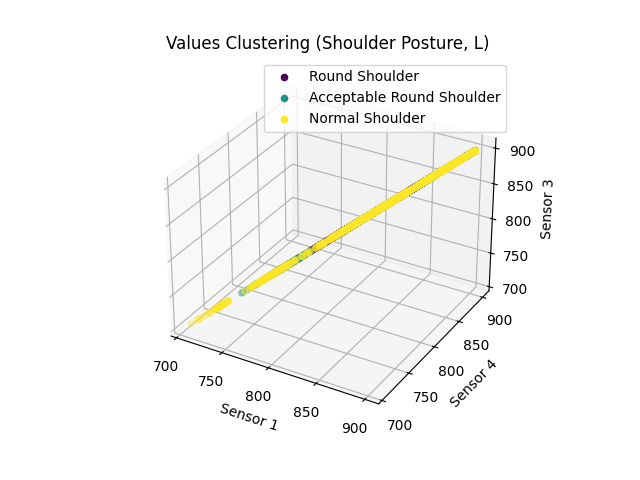 Values Clustering (Shoulder Posture, L)
Round Shoulder
Acceptable Round Shoulder
Normal Shoulder
900
850
800
750
700
Sensor 3
700
750
800
850
900
Sensor 1
700
750
800
850
900
Sensor 4